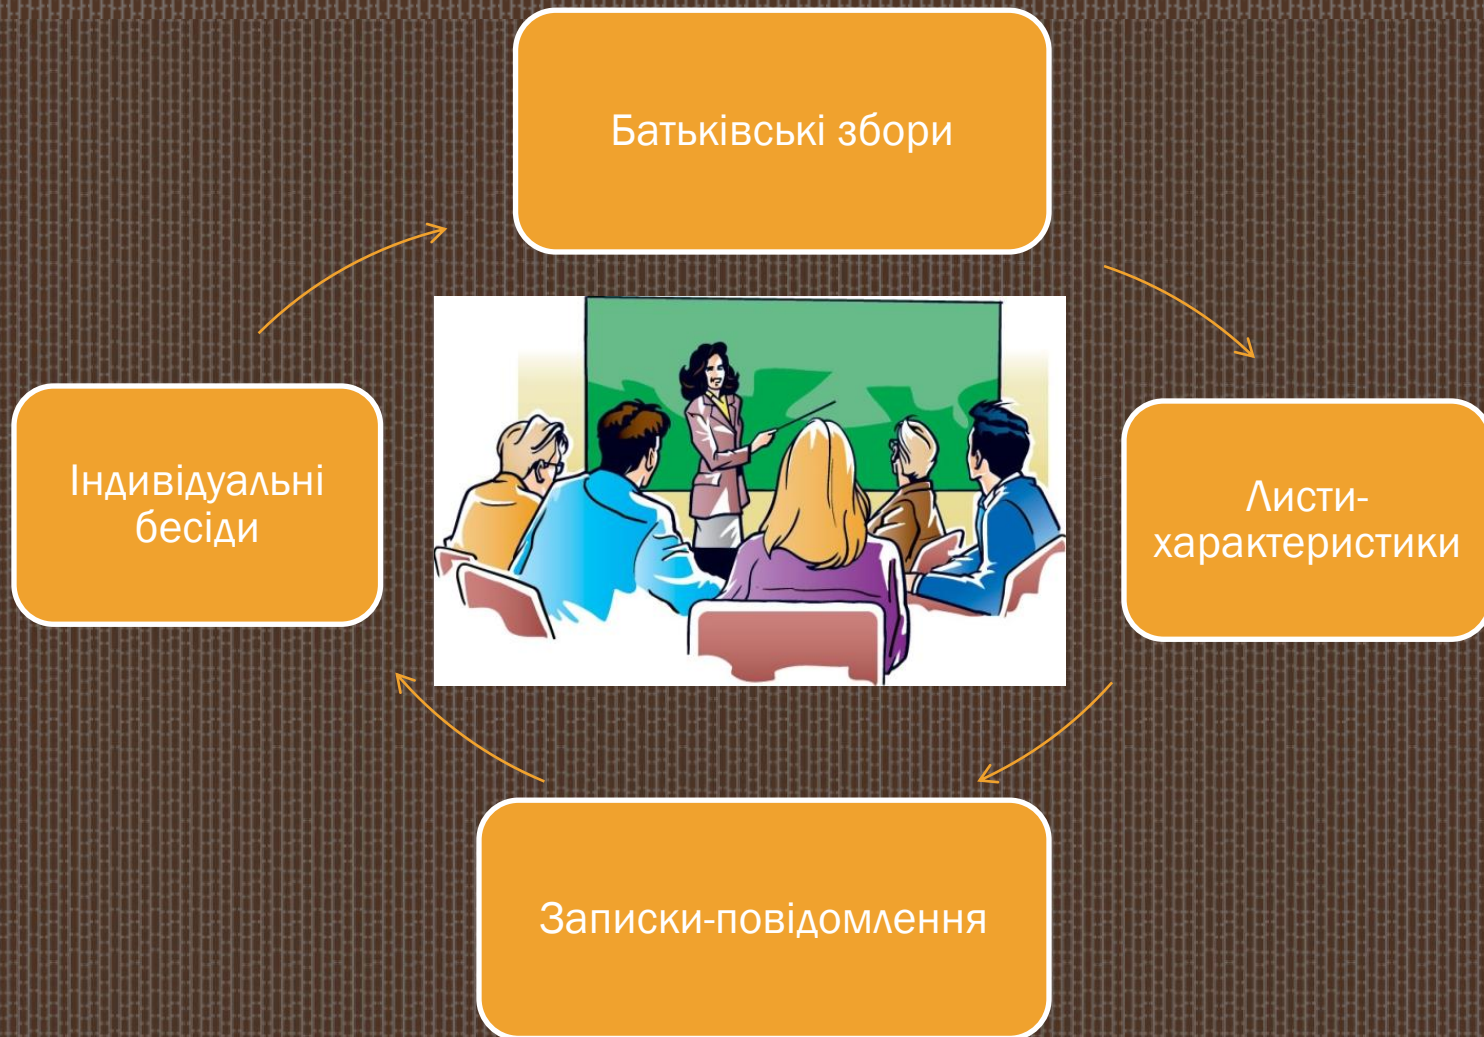 Батьківські збори
Індивідуальні
бесіди
Листи-
характеристики
Записки-повідомлення